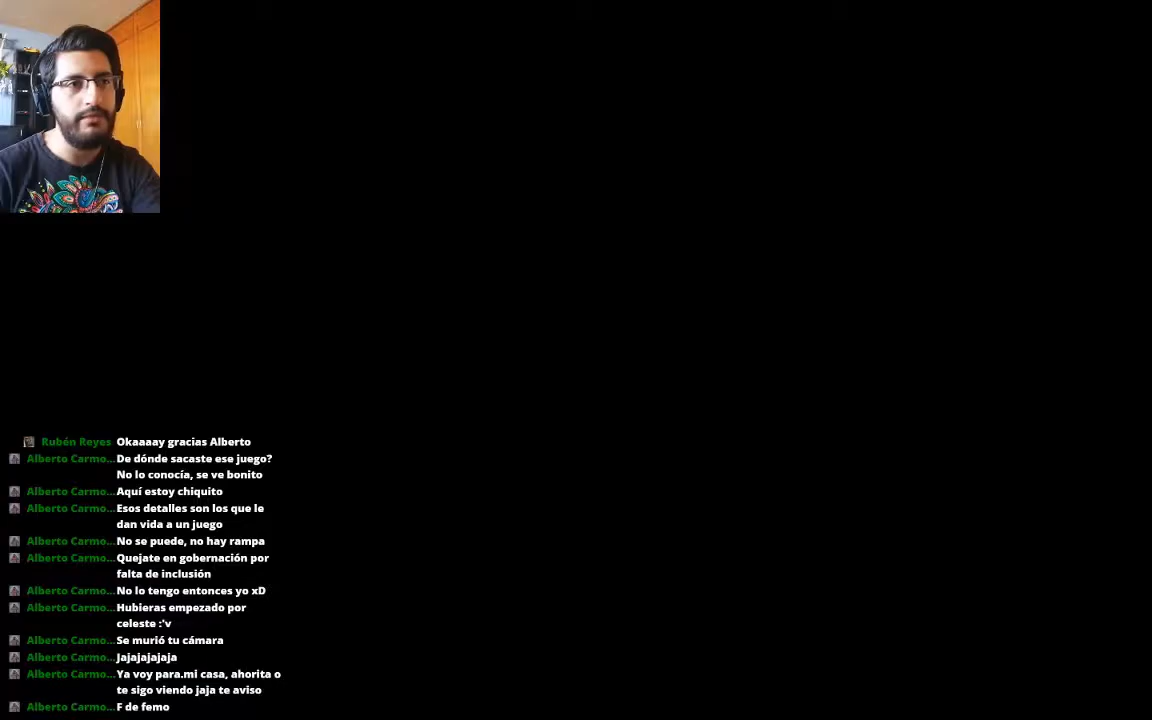 Rubén Reyes Okaaaay gracias Alberto
Alberto Carmo... De dónde sacaste ese juego?
No lo conocía, se ve bonito
Alberto Carmo... Aquí estoy chiquito
Alberto Carmo... Esos detalles son los que le
dan vida a un juego
Alberto Carmo... No se puede, no hay rampa
Alberto Carmo... Quejate en gobernación por
falta de inclusión
Alberto Carmo... No lo tengo entonces yo xD
Alberto Carmo... Hubieras empezado por
celeste :'v
Alberto Carmo... Se murió tu cámara
Alberto Carmo... Jajajajajaja
Alberto Carmo... Ya voy para.mi casa, ahorita o
te sigo viendo jaja te aviso
Alberto Carmo... F de femo